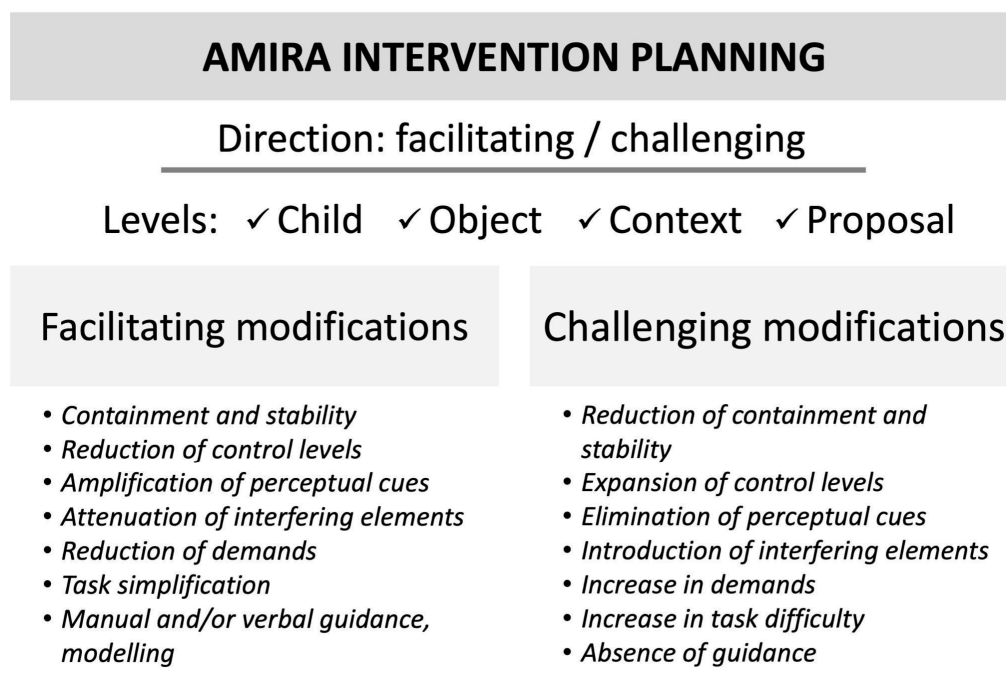 AMIRA INTERVENTION PLANNING
Direction: facilitating / challenging
Levels: ✓ Child ✓ Object ✓ Context ✓ Proposal
Facilitating modifications
• Containment and stability
• Reduction of control levels
• Amplification of perceptual cues
• Attenuation of interfering elements
• Reduction of demands
• Task simplification
• Manual and/or verbal guidance,
modelling
Challenging modifications
• Reduction of containment and
stability
• Expansion of control levels
• Elimination of perceptual cues
• Introduction of interfering elements
• Increase in demands
• Increase in task difficulty
• Absence of guidance